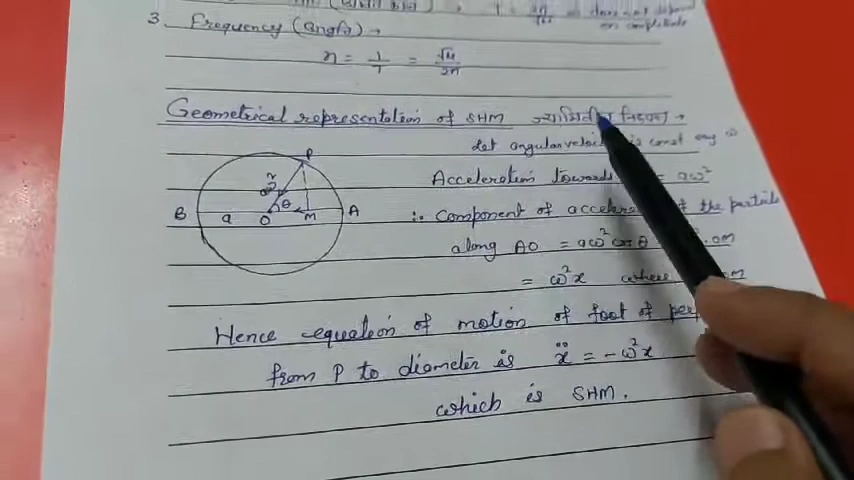 3. Frequency (आवृत्ति) →
n = 1/T = √μ/2π
Geometrical representation of SHM ज्यामितीय निरूपण →
Let angular velocity is const say ω
P
B a O θ M A
Acceleration towards = aω²
∴ Component of acceleration of the particle
along AO = aω² cos θ
= ω²x where
Hence equation of motion of foot of
from P to diameter is ẍ = -ω²x
which is SHM.